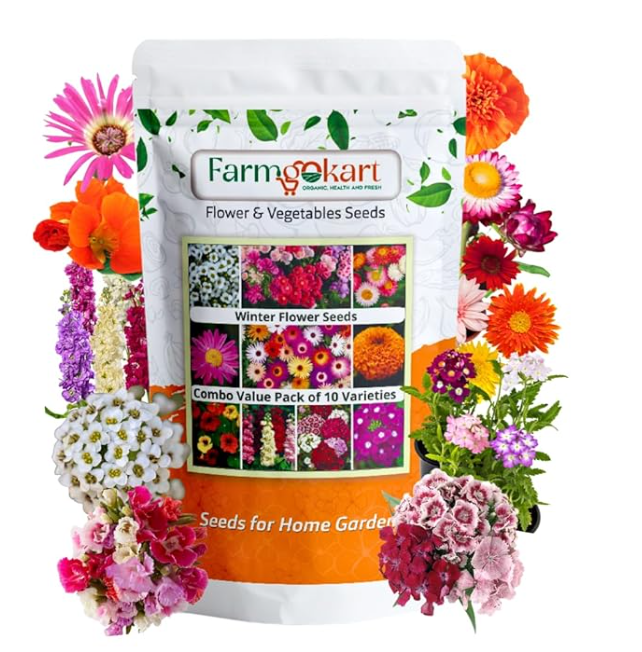 Farmgokart
ORGANIC, HEALTH AND FRESH
Flower & Vegetables Seeds
Winter Flower Seeds
Combo Value Pack of 10 Varieties
Seeds for Home Garden